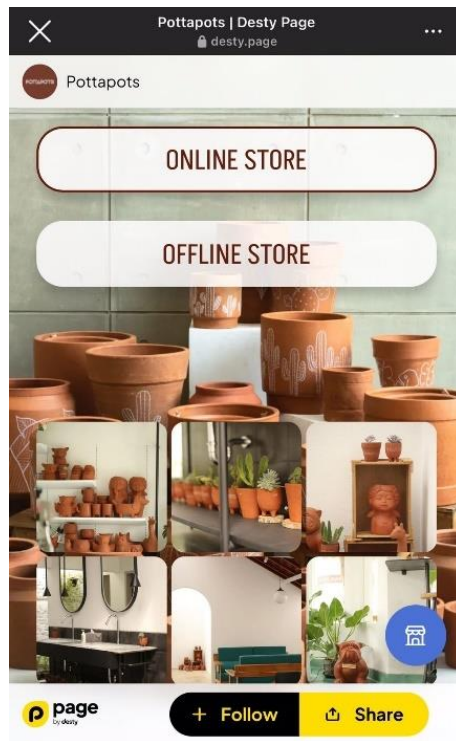 Pottapots | Desty Page
desty.page
POTTAPOTS
Pottapots
ONLINE STORE
OFFLINE STORE
page
by desty
+ Follow
Share